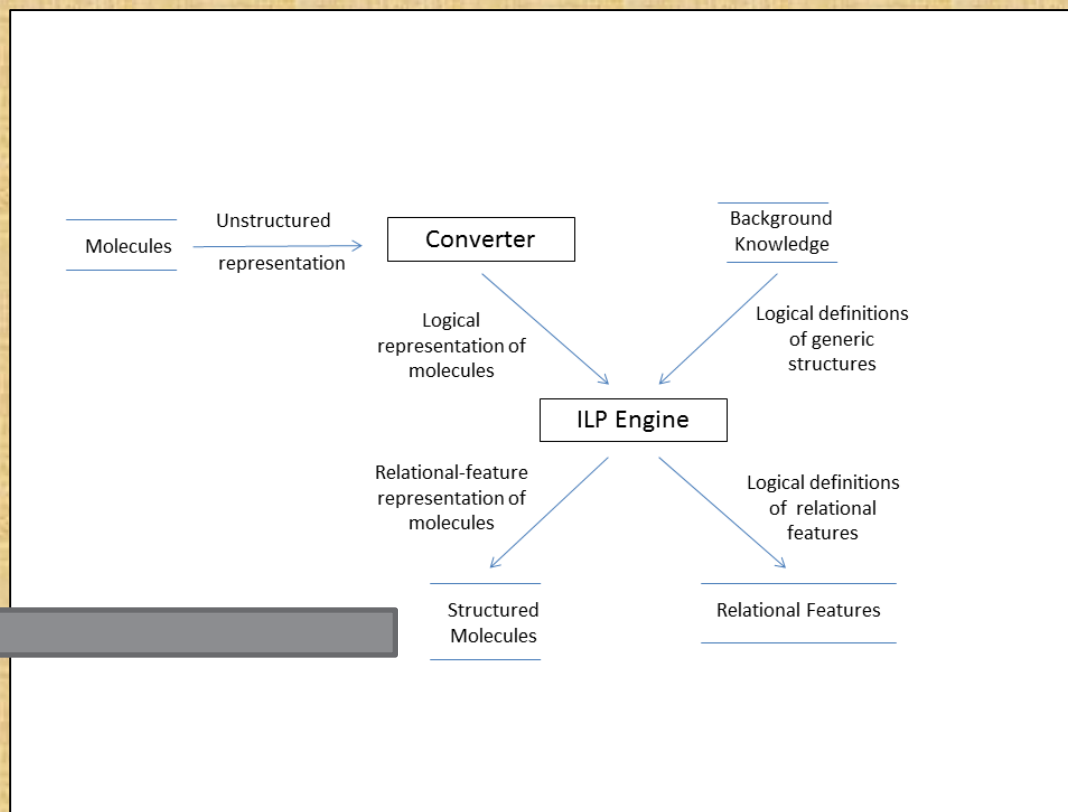 Molecules
Unstructured
representation
Converter
Background
Knowledge
Logical
representation of
molecules
Logical definitions
of generic
structures
ILP Engine
Relational-feature
representation of
molecules
Logical definitions
of relational
features
Structured
Molecules
Relational Features